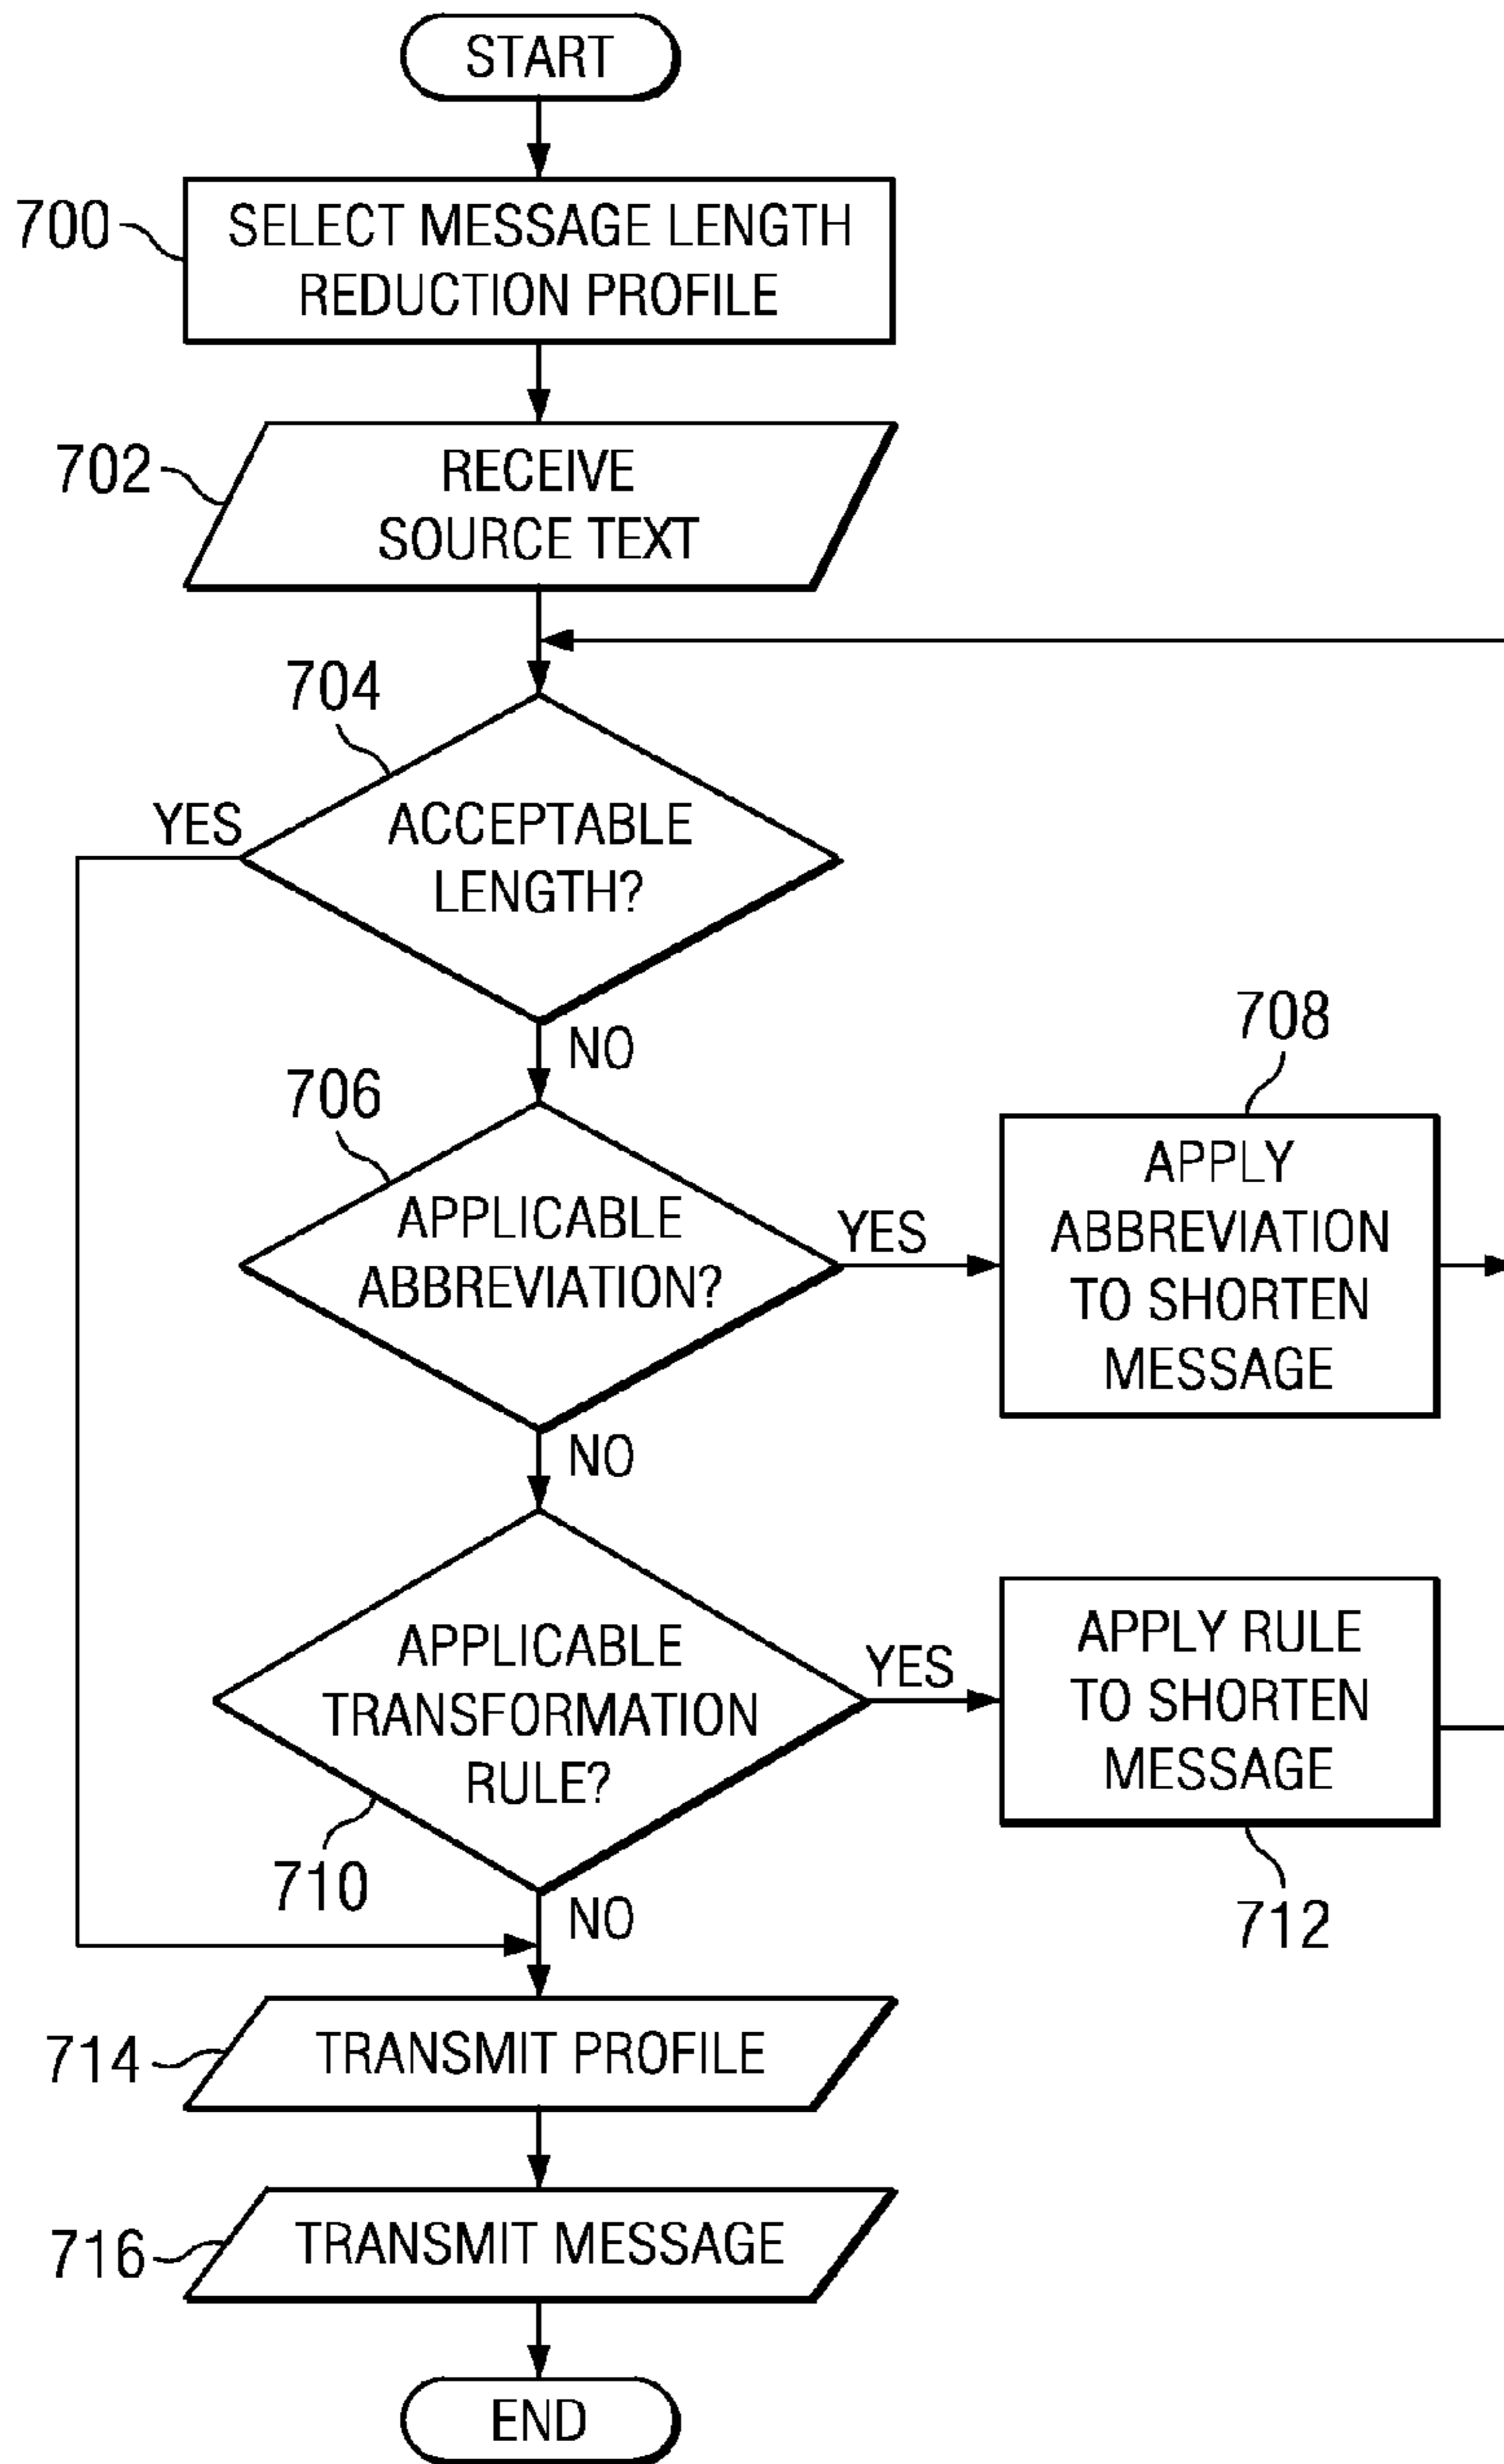 START
700
SELECT MESSAGE LENGTH
REDUCTION PROFILE
702
RECEIVE
SOURCE TEXT
704
YES
ACCEPTABLE
LENGTH?
NO
706
APPLICABLE
ABBREVIATION?
YES
708
APPLY
ABBREVIATION
TO SHORTEN
MESSAGE
NO
APPLICABLE
TRANSFORMATION
RULE?
710
YES
APPLY RULE
TO SHORTEN
MESSAGE
712
NO
714
TRANSMIT PROFILE
716
TRANSMIT MESSAGE
END